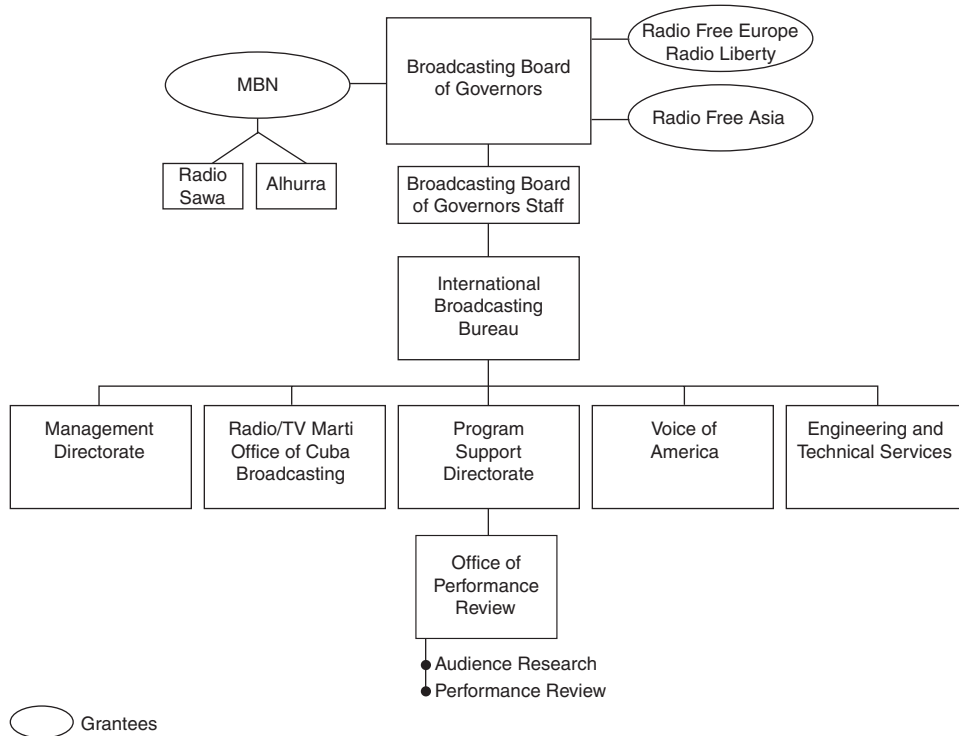 Radio Free Europe
Radio Liberty
Broadcasting Board
of Governors
MBN
Radio Free Asia
Radio
Sawa
Alhurra
Broadcasting Board
of Governors Staff
International
Broadcasting
Bureau
Management
Directorate
Radio/TV Marti
Office of Cuba
Broadcasting
Program
Support
Directorate
Voice of
America
Engineering and
Technical Services
Office of
Performance
Review
Audience Research
Performance Review
Grantees